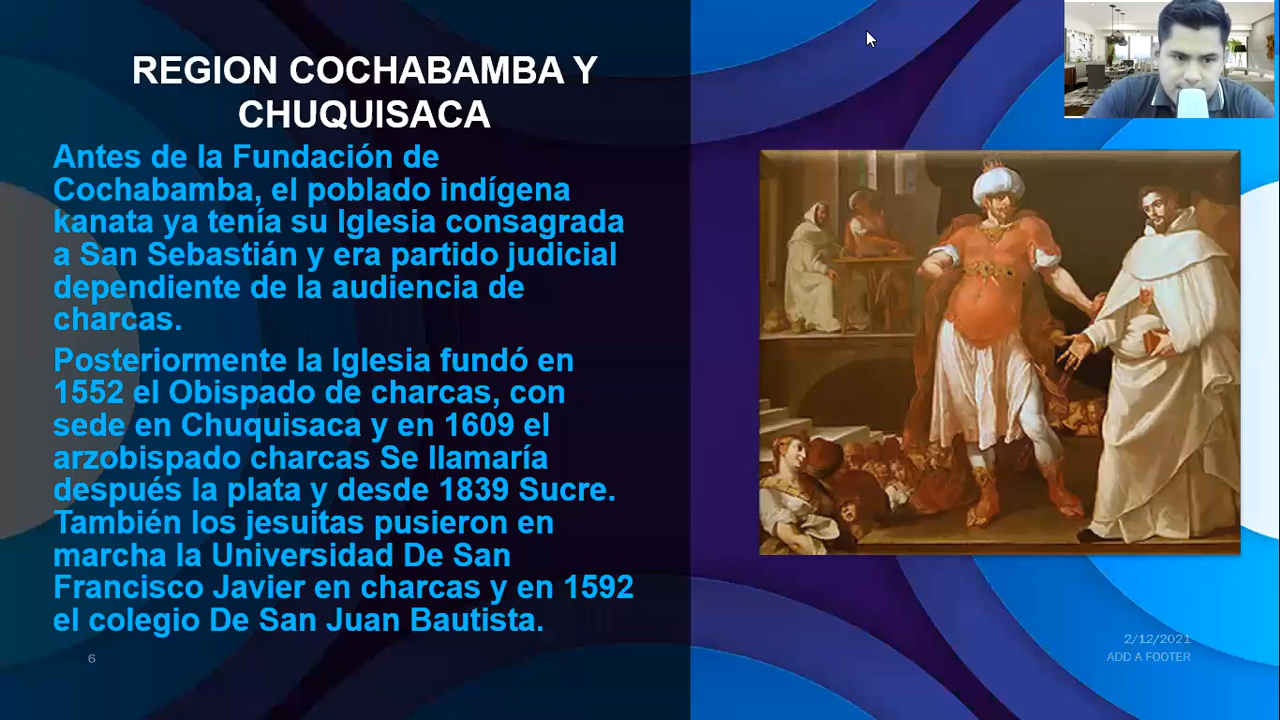 REGION COCHABAMBA Y
CHUQUISACA
Antes de la Fundación de
Cochabamba, el poblado indígena
kanata ya tenía su Iglesia consagrada
a San Sebastián y era partido judicial
dependiente de la audiencia de
charcas.
Posteriormente la Iglesia fundó en
1552 el Obispado de charcas, con
sede en Chuquisaca y en 1609 el
arzobispado charcas Se llamaría
después la plata y desde 1839 Sucre.
También los jesuitas pusieron en
marcha la Universidad De San
Francisco Javier en charcas y en 1592
el colegio De San Juan Bautista.
6
2/12/2021
ADD A FOOTER